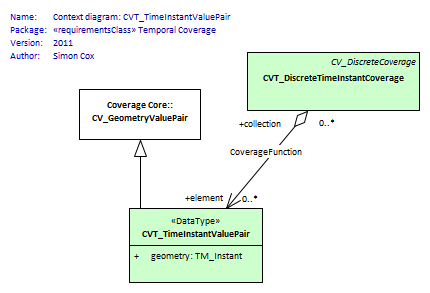 Name: Context diagram: CVT_TimeInstantValuePair
Package: «requirementsClass» Temporal Coverage
Version: 2011
Author: Simon Cox
CV_DiscreteCoverage
CVT_DiscreteTimeInstantCoverage
Coverage Core::
CV_GeometryValuePair
+collection 0..*
CoverageFunction
+element 0..*
«DataType»
CVT_TimeInstantValuePair
+ geometry: TM_Instant